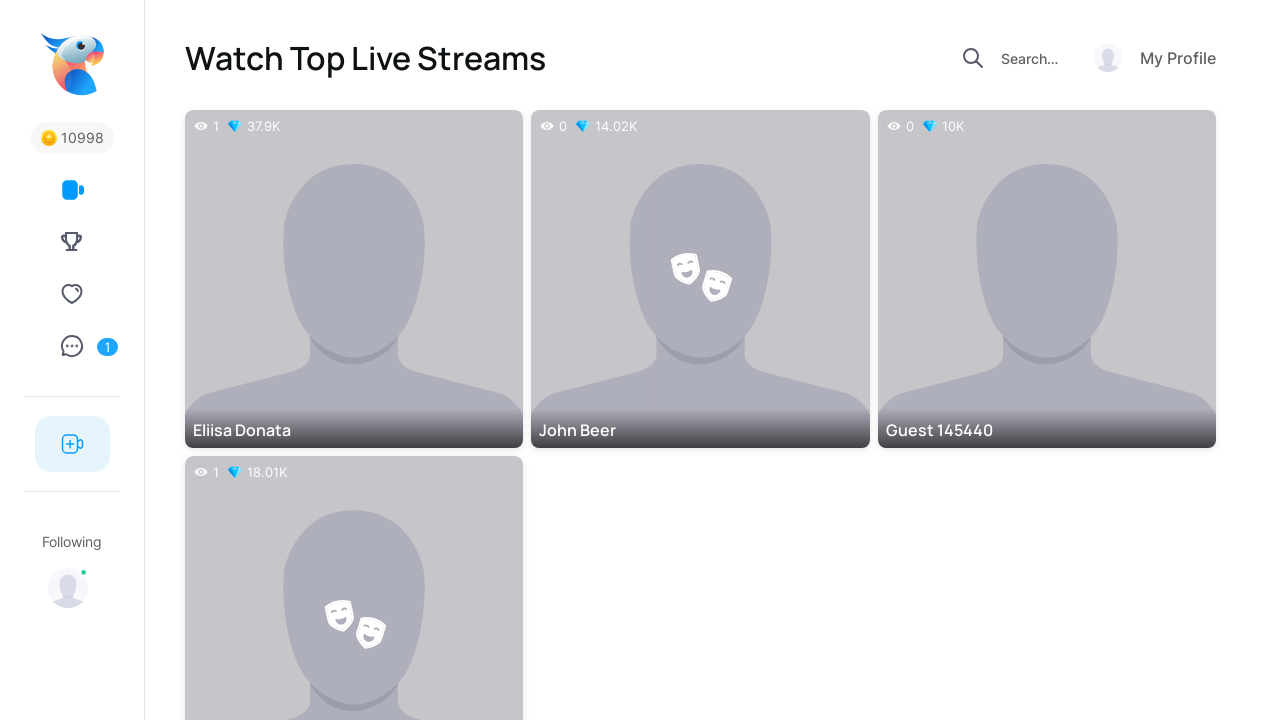 Watch Top Live Streams
Search...
My Profile
10998
1
Following
1 37.9K
Eliisa Donata
0 14.02K
John Beer
0 10K
Guest 145440
1 18.01K